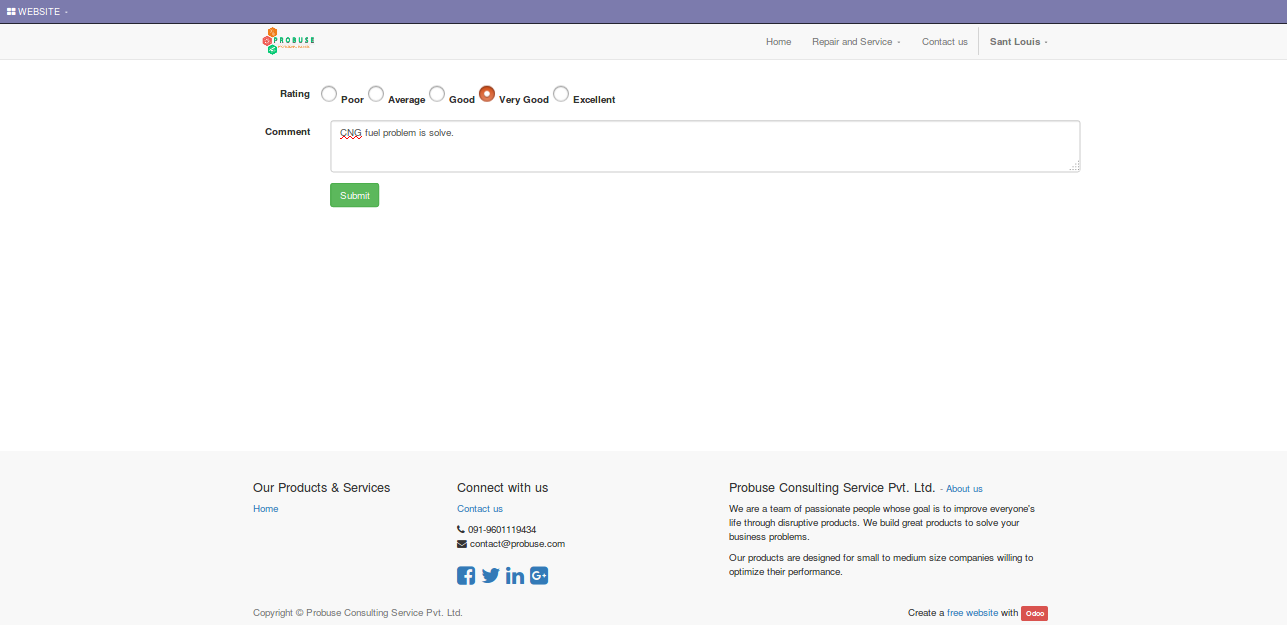 WEBSITE
PROBUSE
Home Repair and Service Contact us Sant Louis
Rating Poor Average Good Very Good Excellent
Comment CNG fuel problem is solve.
Submit
Our Products & Services
Home
Connect with us
Contact us
091-9601119434
contact@probuse.com
Probuse Consulting Service Pvt. Ltd. - About us
We are a team of passionate people whose goal is to improve everyone's
life through disruptive products. We build great products to solve your
business problems.
Our products are designed for small to medium size companies willing to
optimize their performance.
Copyright © Probuse Consulting Service Pvt. Ltd.
Create a free website with Odoo